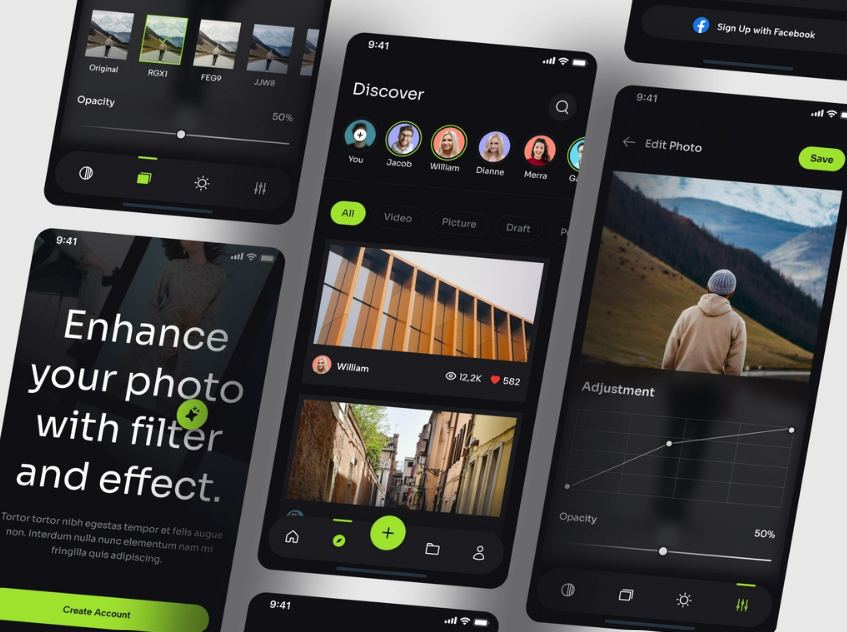 Original
RGX1
FEG9
JJW8
Opacity
50%
9:41
Enhance
your photo
with filter
and effect.
Tortor tortor nibh egestas tempor et felis augue
non. Interdum nulla nunc elementum nam mi
fringilla quis adipiscing.
Create Account
9:41
Discover
You
Jacob
William
Dianne
Merra
All
Video
Picture
Draft
William
12,2K
582
9:41
Sign Up with Facebook
9:41
Edit Photo
Save
Adjustment
Opacity
50%